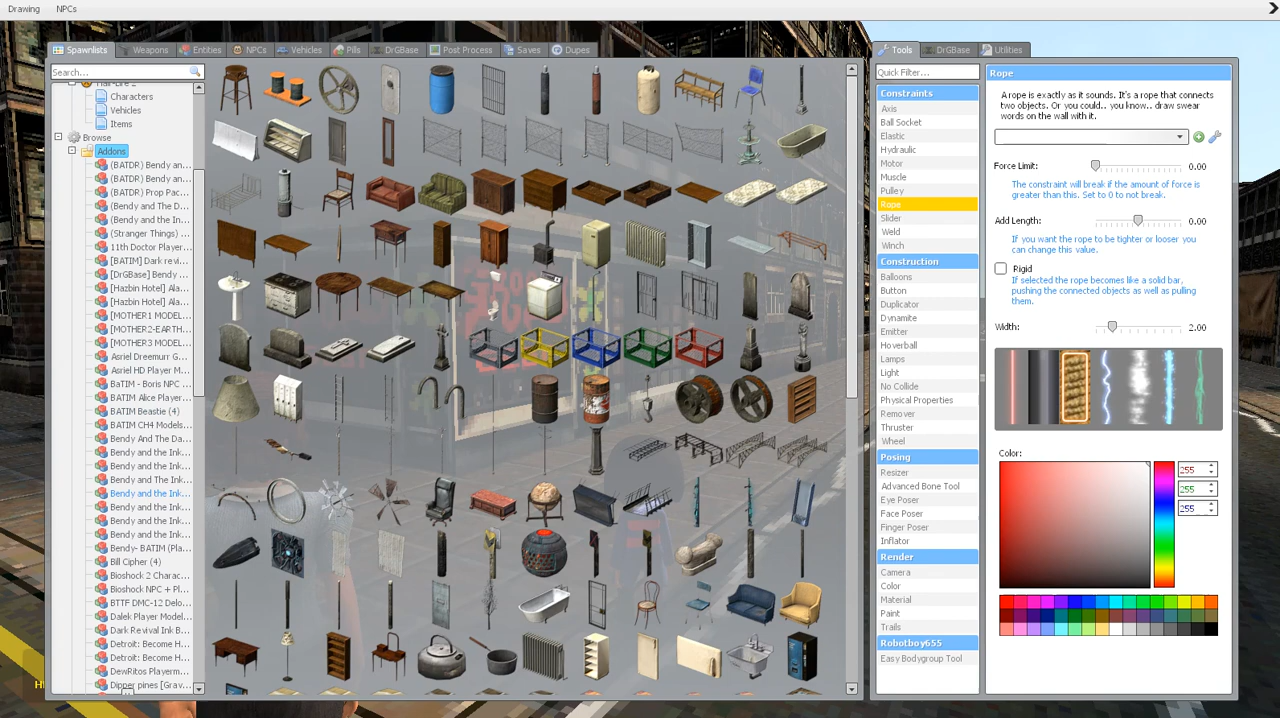 Drawing NPCs
Spawnlists Weapons Entities NPCs Vehicles Pills DrGBase Post Process Saves Dupes
Search...
Characters
Vehicles
Items
Browse
Addons
(BATDR) Bendy an...
(BATDR) Bendy an...
(BATDR) Prop Pac...
(Bendy and The D...
(Bendy and the In...
(Stranger Things) ...
11th Doctor Player...
[BATIM] Dark revi...
[DrGBase] Bendy ...
[Hazbin Hotel] Ala...
[Hazbin Hotel] Ala...
[MOTHER1 MODEL...
[MOTHER2-EARTH...
[MOTHER3 MODEL...
Asriel Dreemurr G...
Asriel HD Player M...
BaTIM - Boris NPC ...
BATIM Alice Player...
BATIM Beastie (4)
BATIM CH4 Models...
Bendy And The Da...
Bendy and the Ink...
Bendy and the Ink...
Bendy and The Ink...
Bendy and the Ink...
Bendy and the Ink...
Bendy and the Ink...
Bendy and the Ink...
Bendy- BATIM (Pla...
Bill Cipher (4)
Bioshock 2 Charac...
Bioshock NPC + Pl...
BTTF DMC-12 Delo...
Dalek Player Model...
Dark Revival Ink B...
Detroit: Become H...
Detroit: Become H...
DewRitos Playerm...
Dipper pines [Grav...
Tools DrGBase Utilities
Quick Filter...
Constraints
Axis
Ball Socket
Elastic
Hydraulic
Motor
Muscle
Pulley
Rope
Slider
Weld
Winch
Construction
Balloons
Button
Duplicator
Dynamite
Emitter
Hoverball
Lamps
Light
No Collide
Physical Properties
Remover
Thruster
Wheel
Posing
Resizer
Advanced Bone Tool
Eye Poser
Face Poser
Finger Poser
Inflator
Render
Camera
Color
Material
Paint
Trails
Robotboy655
Easy Bodygroup Tool
Rope
A rope is exactly as it sounds. It's a rope that connects
two objects. Or you could.. you know.. draw swear
words on the wall with it.
Force Limit: 0.00
The constraint will break if the amount of force is
greater than this. Set to 0 to not break.
Add Length: 0.00
If you want the rope to be tighter or looser you
can change this value.
Rigid
If selected the rope becomes like a solid bar,
pushing the connected objects as well as pulling
them.
Width: 2.00
Color:
255
255
255